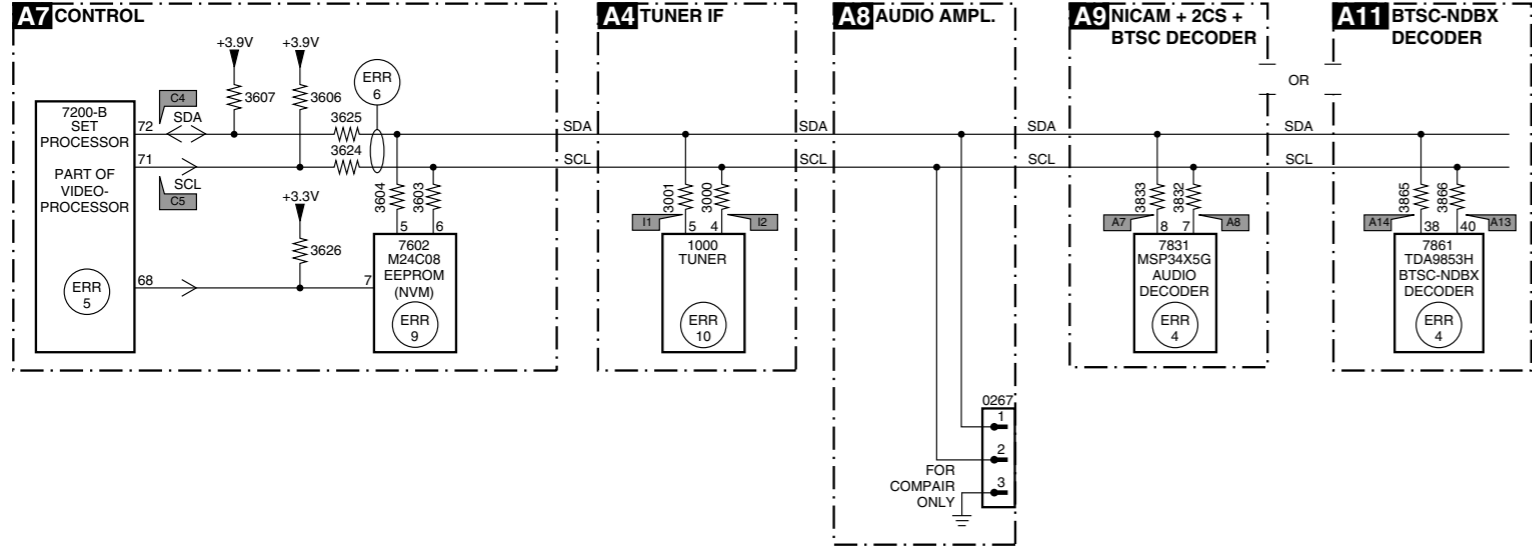 A7 CONTROL
A4 TUNER IF
A8 AUDIO AMPL.
A9 NICAM + 2CS +
BTSC DECODER
A11 BTSC-NDBX
DECODER
+3.9V
+3.9V
ERR
6
OR
3607
3606
C4
7200-B
SET
PROCESSOR
PART OF
VIDEO-
PROCESSOR
72
SDA
3625
SDA
SDA
SDA
SDA
71
SCL
C5
3624
SCL
SCL
SCL
SCL
+3.3V
3626
3604
3603
5
6
7602
M24C08
EEPROM
(NVM)
ERR
9
68
7
ERR
5
3001
3000
I1
5
4
I2
1000
TUNER
ERR
10
3833
3832
A7
8
7
A8
7831
MSP34X5G
AUDIO
DECODER
ERR
4
3865
3866
A14
38
40
A13
7861
TDA9853H
BTSC-NDBX
DECODER
ERR
4
0267
1
2
3
FOR
COMPAIR
ONLY